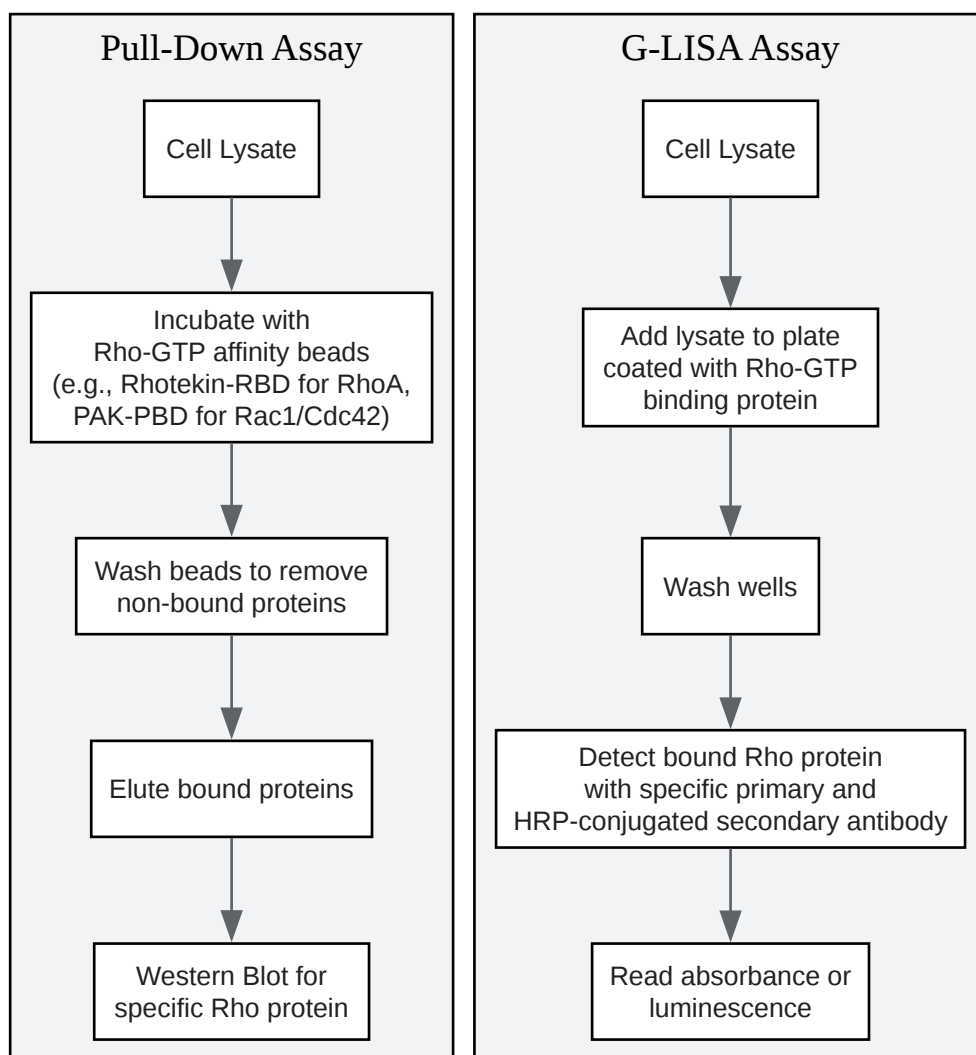 Pull-Down Assay
Cell Lysate
Incubate with
Rho-GTP affinity beads
(e.g., Rhotekin-RBD for RhoA,
PAK-PBD for Rac1/Cdc42)
Wash beads to remove
non-bound proteins
Elute bound proteins
Western Blot for
specific Rho protein
G-LISA Assay
Cell Lysate
Add lysate to plate
coated with Rho-GTP
binding protein
Wash wells
Detect bound Rho protein
with specific primary and
HRP-conjugated secondary antibody
Read absorbance or
luminescence